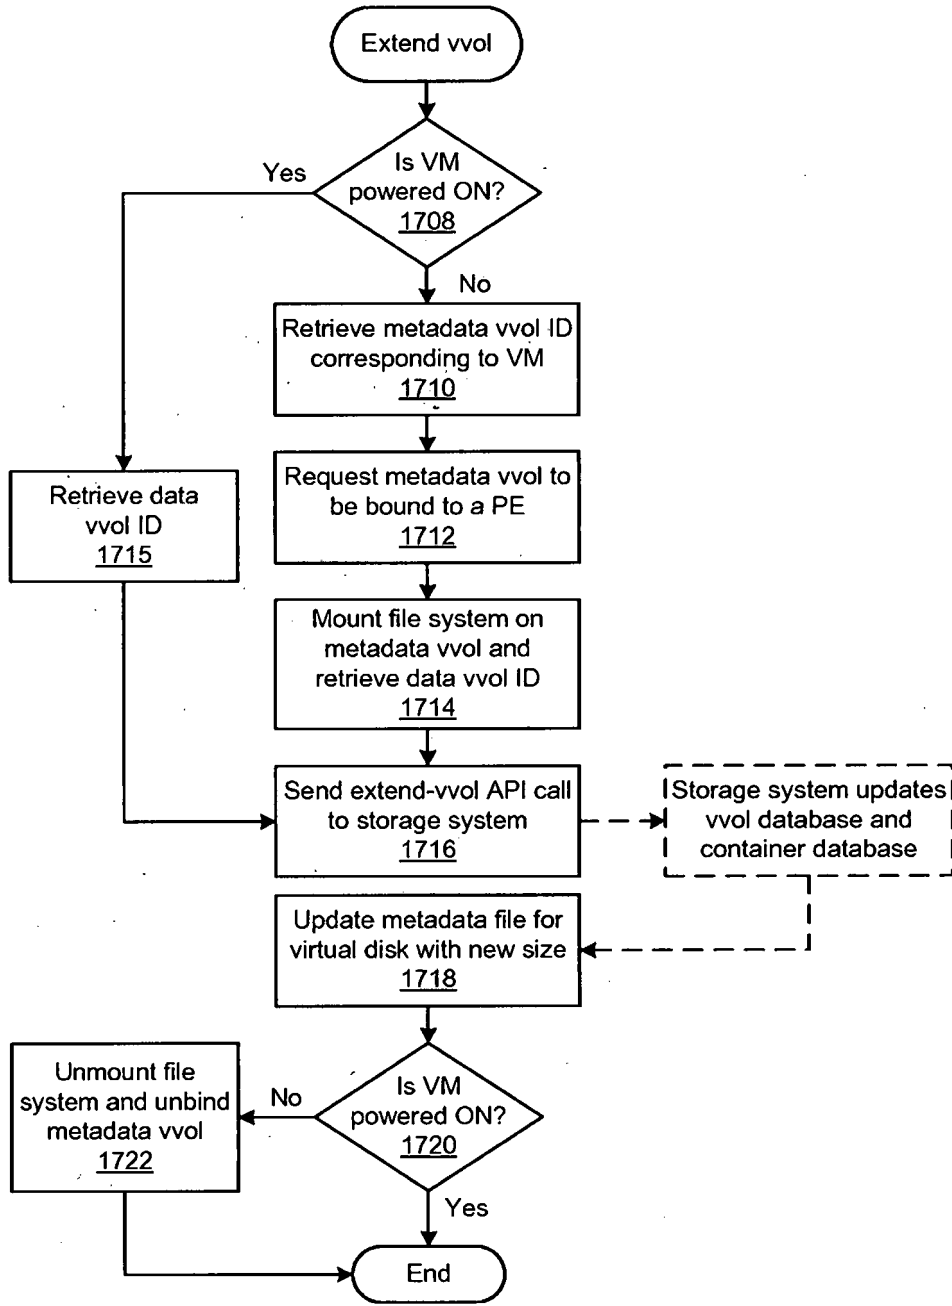 Extend vvol
Is VM
powered ON?
1708
Yes
No
Retrieve metadata vvol ID
corresponding to VM
1710
Request metadata vvol to
be bound to a PE
1712
Retrieve data
vvol ID
1715
Mount file system on
metadata vvol and
retrieve data vvol ID
1714
Send extend-vvol API call
to storage system
1716
Storage system updates
vvol database and
container database
Update metadata file for
virtual disk with new size
1718
Is VM
powered ON?
1720
No
Unmount file
system and unbind
metadata vvol
1722
Yes
End